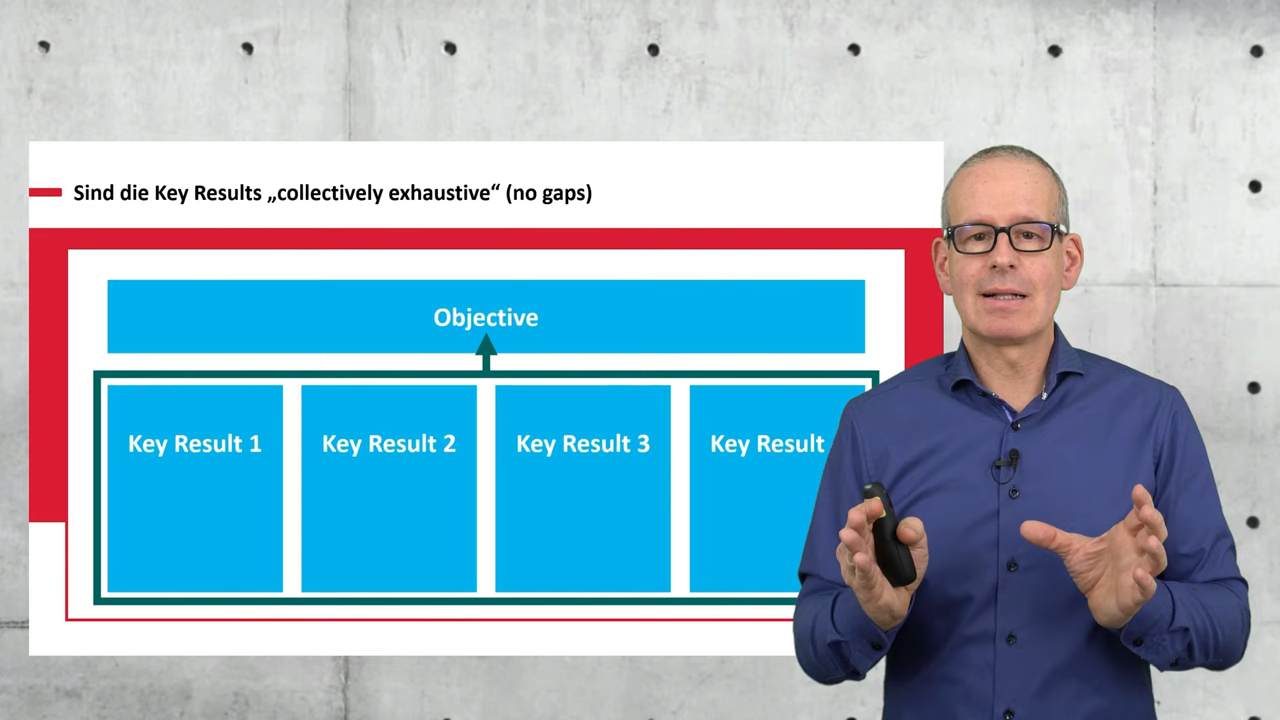 Sind die Key Results „collectively exhaustive“ (no gaps)
Objective
Key Result 1
Key Result 2
Key Result 3
Key Result